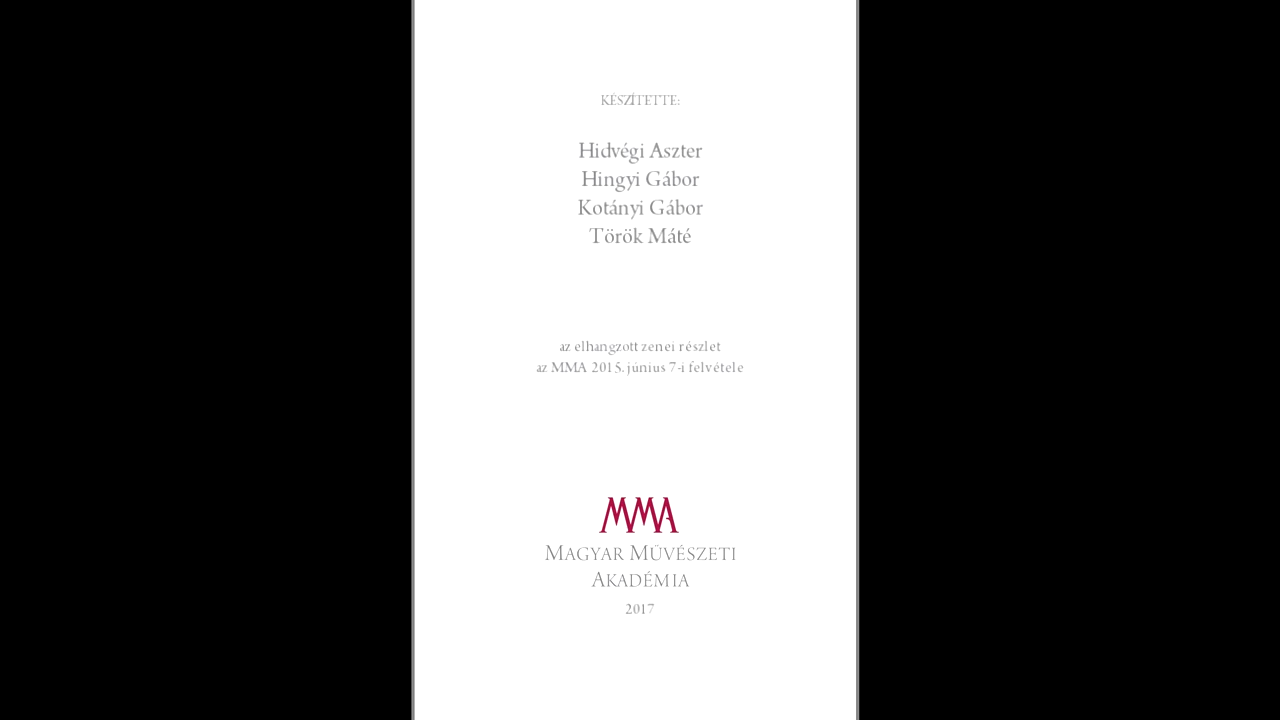 KÉSZÍTETTE:
Hidvégi Aszter
Hingyi Gábor
Kotányi Gábor
Török Máté
az elhangzott zenei részlet
az MMA 2015. június 7-i felvétele
MMA
MAGYAR MŰVÉSZETI
AKADÉMIA
2017